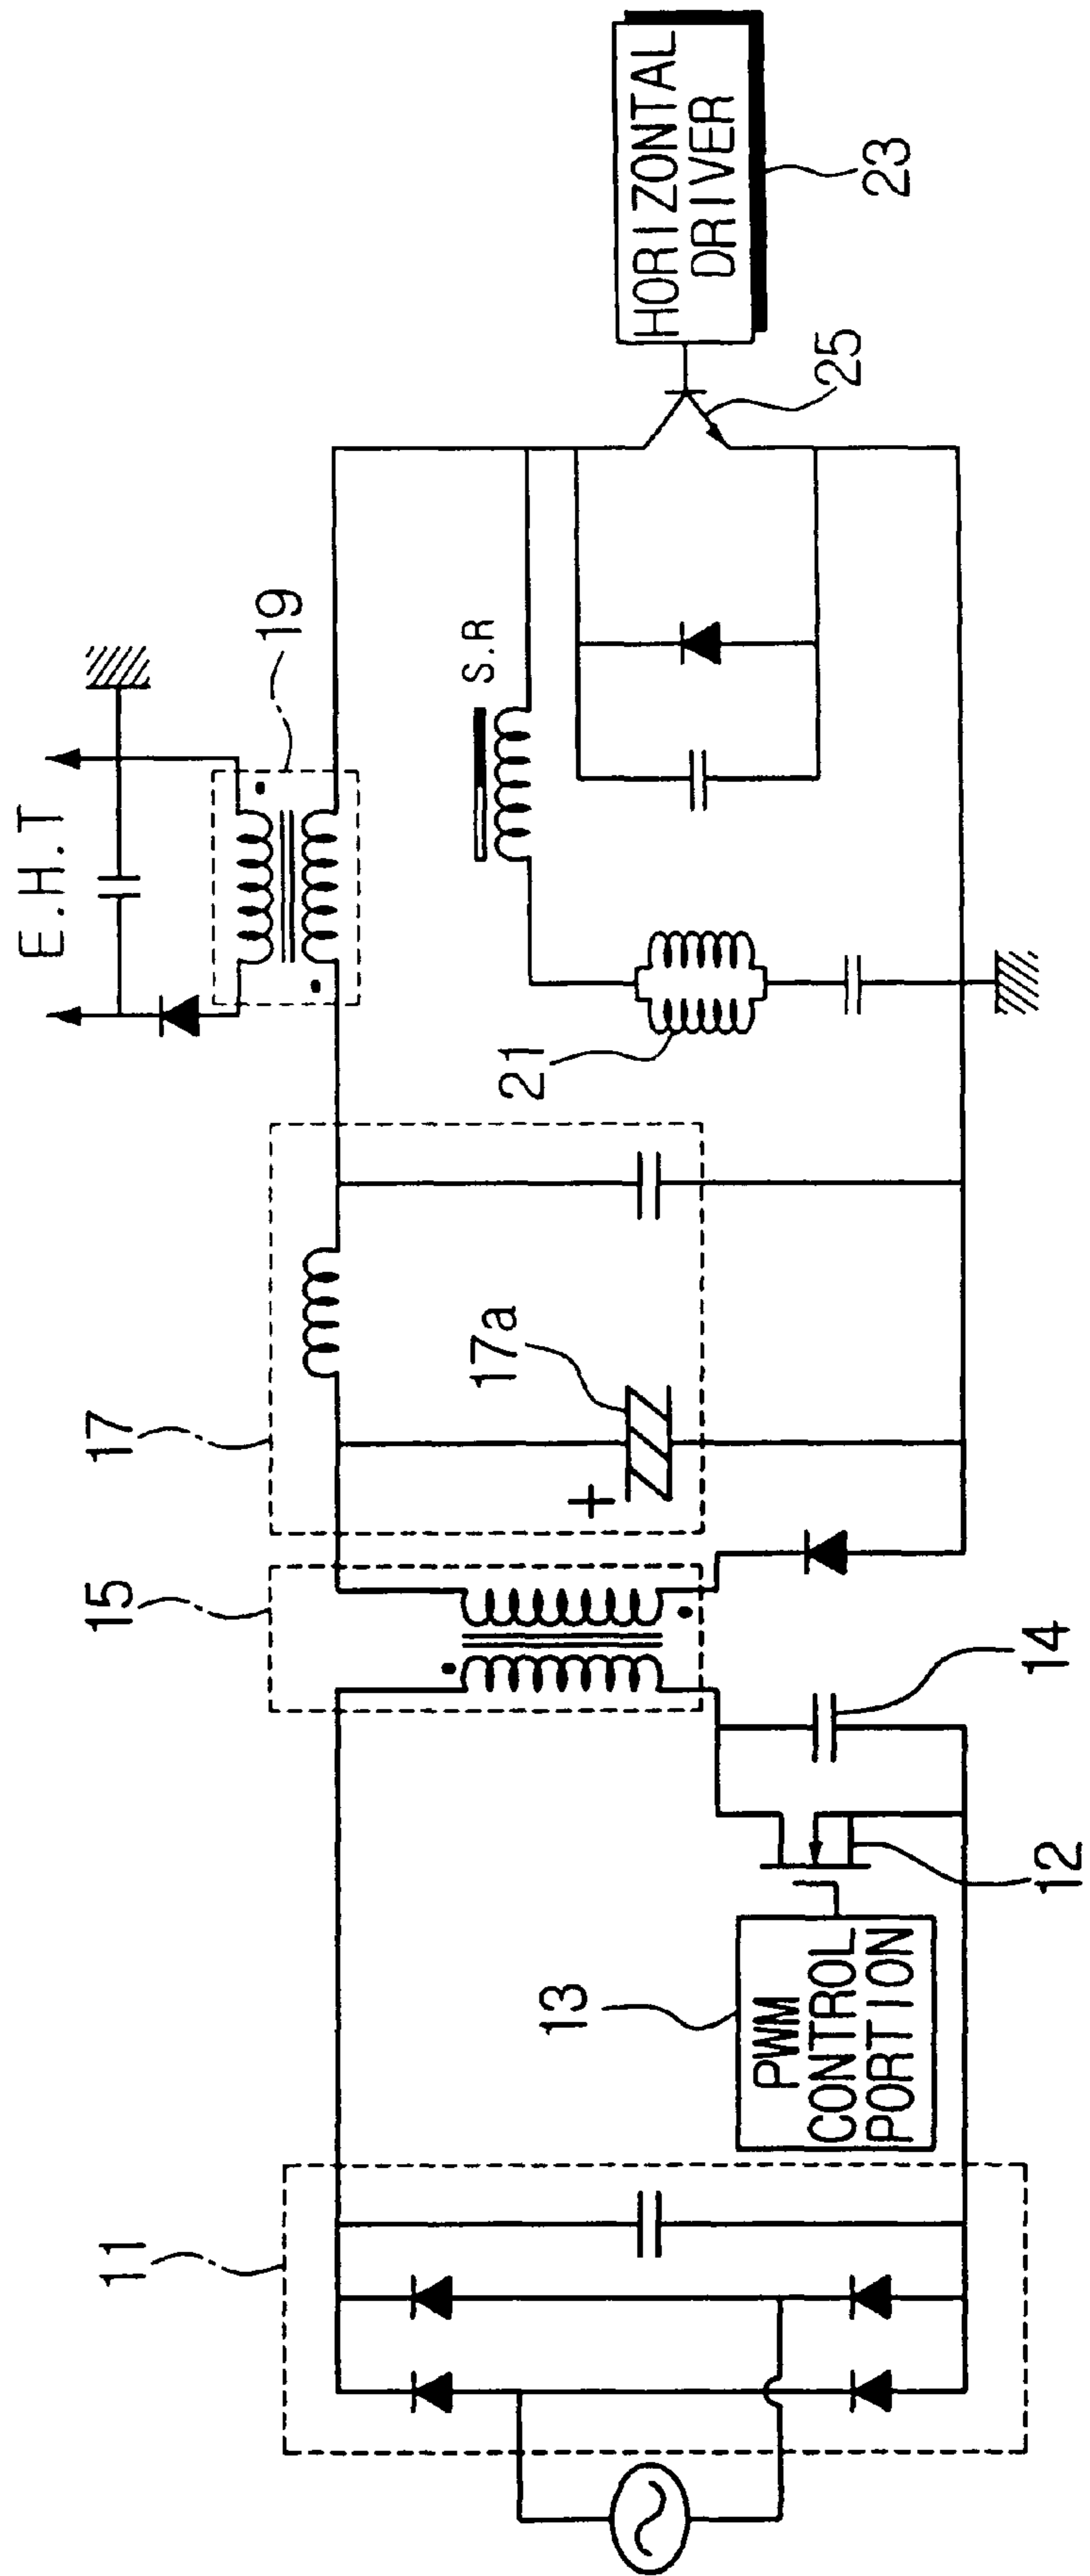 E.H.T
19
17
15
11
S.R
HORIZONTAL
DRIVER
23
25
21
17a
+
14
12
13
PWM
CONTROL
PORTION